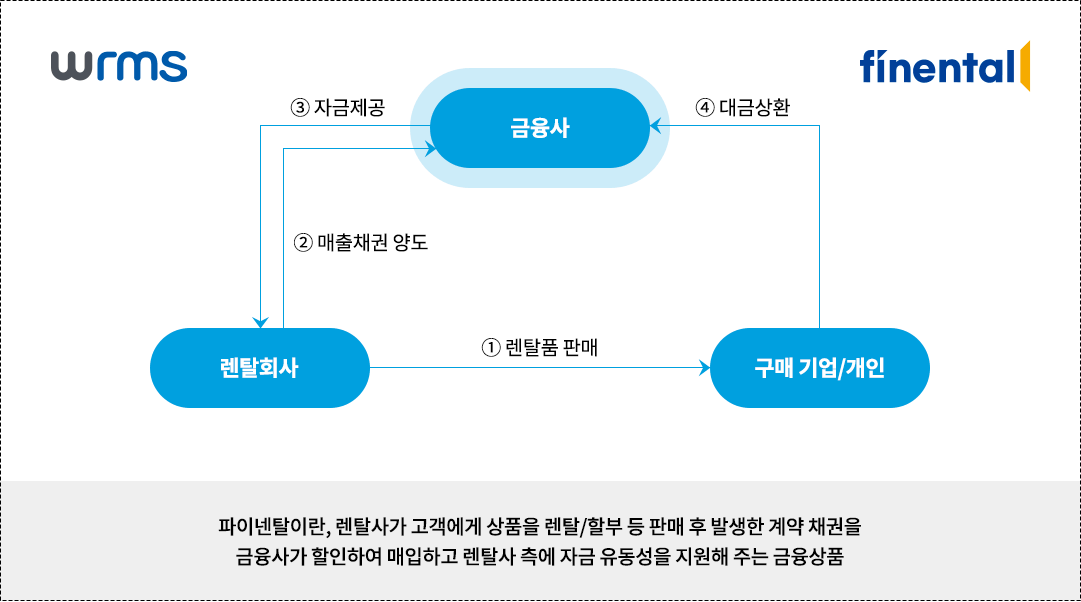 wrms
finental
③ 자금제공
금융사
④ 대금상환
② 매출채권 양도
렌탈회사
① 렌탈품 판매
구매 기업/개인
파이넨탈이란, 렌탈사가 고객에게 상품을 렌탈/할부 등 판매 후 발생한 계약 채권을
금융사가 할인하여 매입하고 렌탈사 측에 자금 유동성을 지원해 주는 금융상품